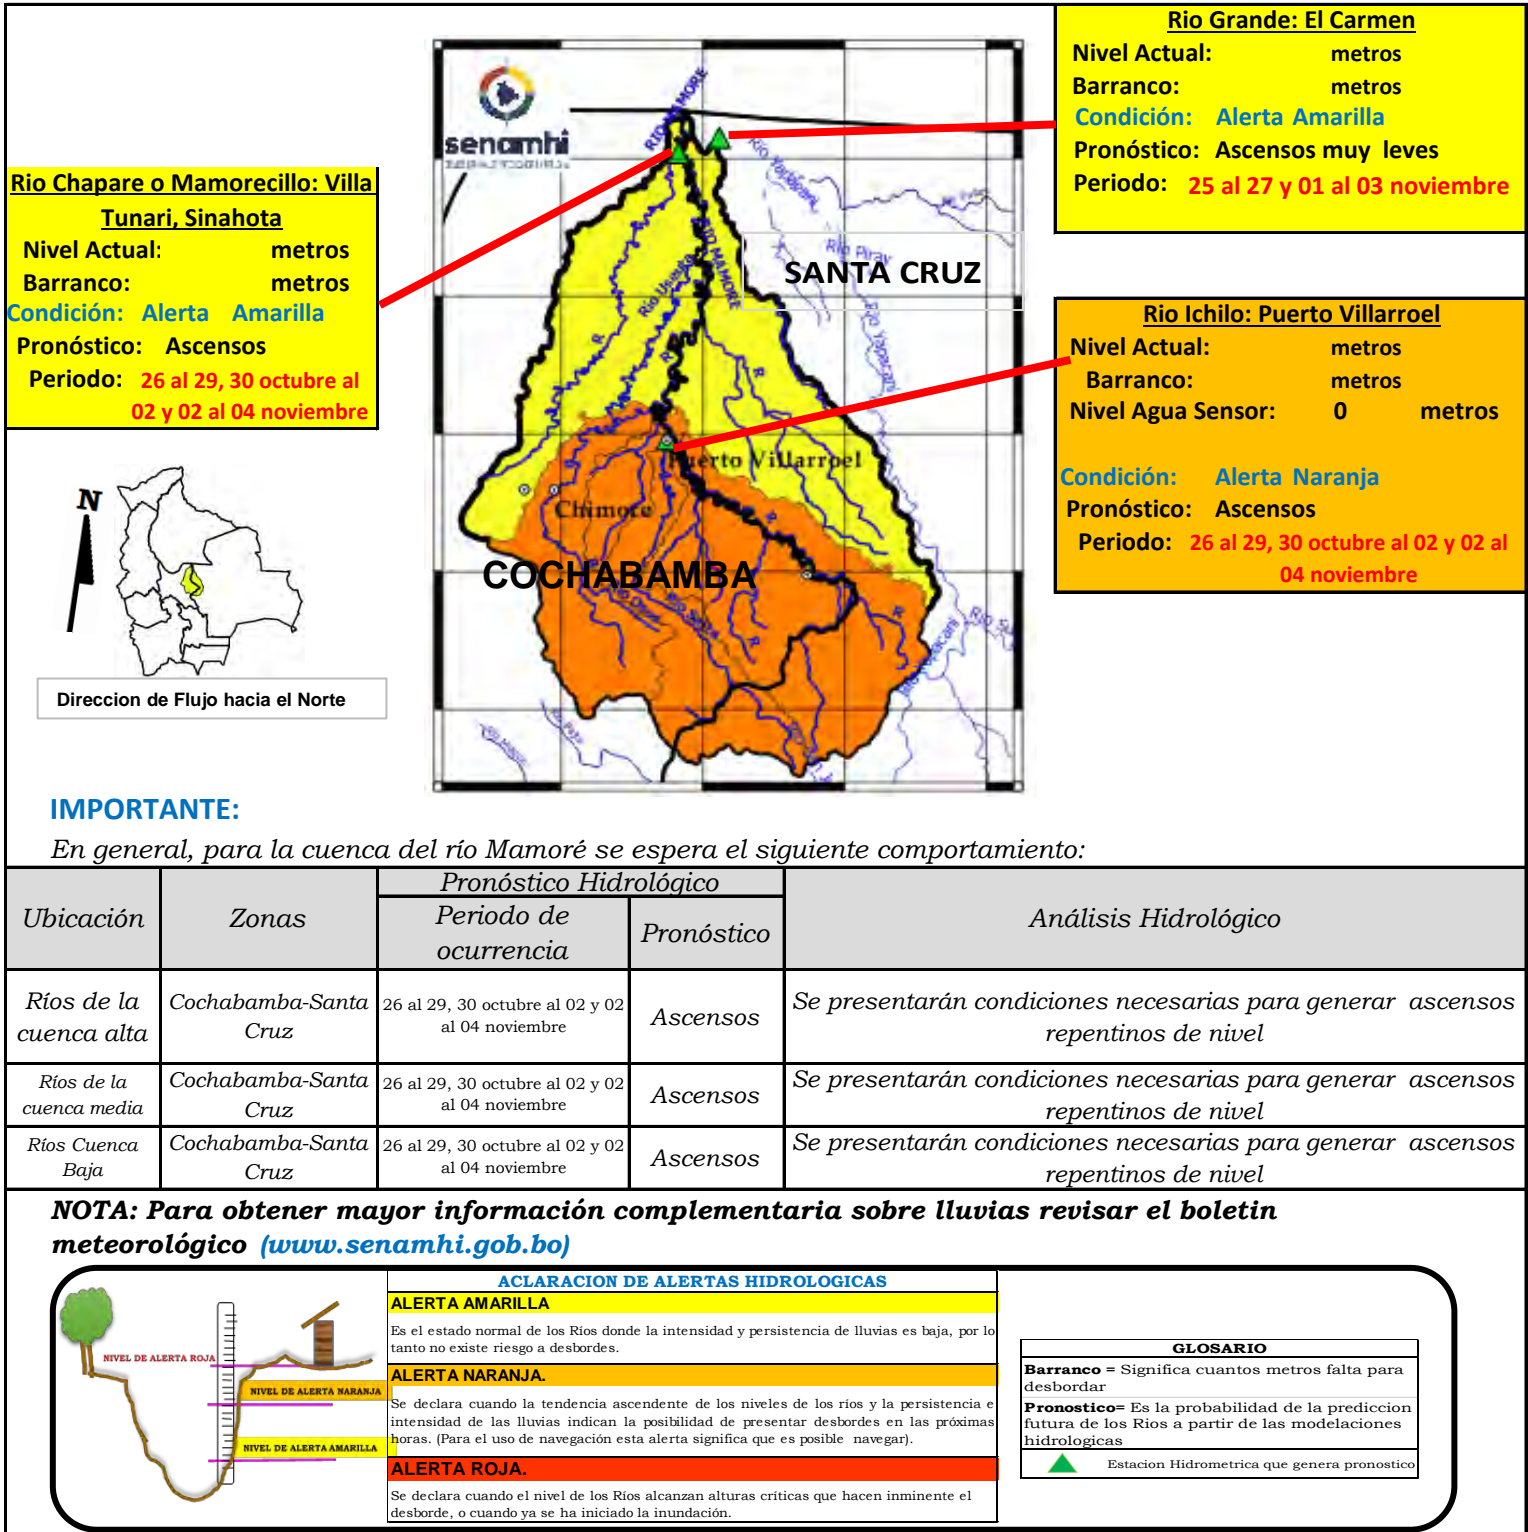 Rio Grande: El Carmen
Nivel Actual: metros
Barranco: metros
Condición: Alerta Amarilla
Pronóstico: Ascensos muy leves
Periodo: 25 al 27 y 01 al 03 noviembre
Rio Chapare o Mamorecillo: Villa
Tunari, Sinahota
Nivel Actual: metros
Barranco: metros
Condición: Alerta Amarilla
Pronóstico: Ascensos
Periodo: 26 al 29, 30 octubre al
02 y 02 al 04 noviembre
senamhi
RIO MAMORE
RIO MAMORE
Rio Piray
SANTA CRUZ
Rio Yapacani
Puerto Villarroel
Chimore
COCHABAMBA
R
R
R
R
R
R
Rio Ichilo: Puerto Villarroel
Nivel Actual: metros
Barranco: metros
Nivel Agua Sensor: 0 metros
Condición: Alerta Naranja
Pronóstico: Ascensos
Periodo: 26 al 29, 30 octubre al 02 y 02 al
04 noviembre
N
Direccion de Flujo hacia el Norte
IMPORTANTE:
En general, para la cuenca del río Mamoré se espera el siguiente comportamiento:
Ubicación Zonas Pronóstico Hidrológico Análisis Hidrológico
Periodo de
ocurrencia Pronóstico
Ríos de la
cuenca alta
Cochabamba-Santa
Cruz
26 al 29, 30 octubre al 02 y 02
al 04 noviembre
Ascensos
Se presentarán condiciones necesarias para generar ascensos
repentinos de nivel
Ríos de la
cuenca media
Cochabamba-Santa
Cruz
26 al 29, 30 octubre al 02 y 02
al 04 noviembre
Ascensos
Se presentarán condiciones necesarias para generar ascensos
repentinos de nivel
Ríos Cuenca
Baja
Cochabamba-Santa
Cruz
26 al 29, 30 octubre al 02 y 02
al 04 noviembre
Ascensos
Se presentarán condiciones necesarias para generar ascensos
repentinos de nivel
NOTA: Para obtener mayor información complementaria sobre lluvias revisar el boletin
meteorológico (www.senamhi.gob.bo)
NIVEL DE ALERTA ROJA
NIVEL DE ALERTA NARANJA
NIVEL DE ALERTA AMARILLA
ACLARACION DE ALERTAS HIDROLOGICAS
ALERTA AMARILLA
Es el estado normal de los Ríos donde la intensidad y persistencia de lluvias es baja, por lo
tanto no existe riesgo a desbordes.
ALERTA NARANJA.
Se declara cuando la tendencia ascendente de los niveles de los ríos y la persistencia e
intensidad de las lluvias indican la posibilidad de presentar desbordes en las próximas
horas. (Para el uso de navegación esta alerta significa que es posible navegar).
ALERTA ROJA.
Se declara cuando el nivel de los Ríos alcanzan alturas críticas que hacen inminente el
desborde, o cuando ya se ha iniciado la inundación.
GLOSARIO
Barranco = Significa cuantos metros falta para
desbordar
Pronostico= Es la probabilidad de la prediccion
futura de los Rios a partir de las modelaciones
hidrologicas
Estacion Hidrometrica que genera pronostico